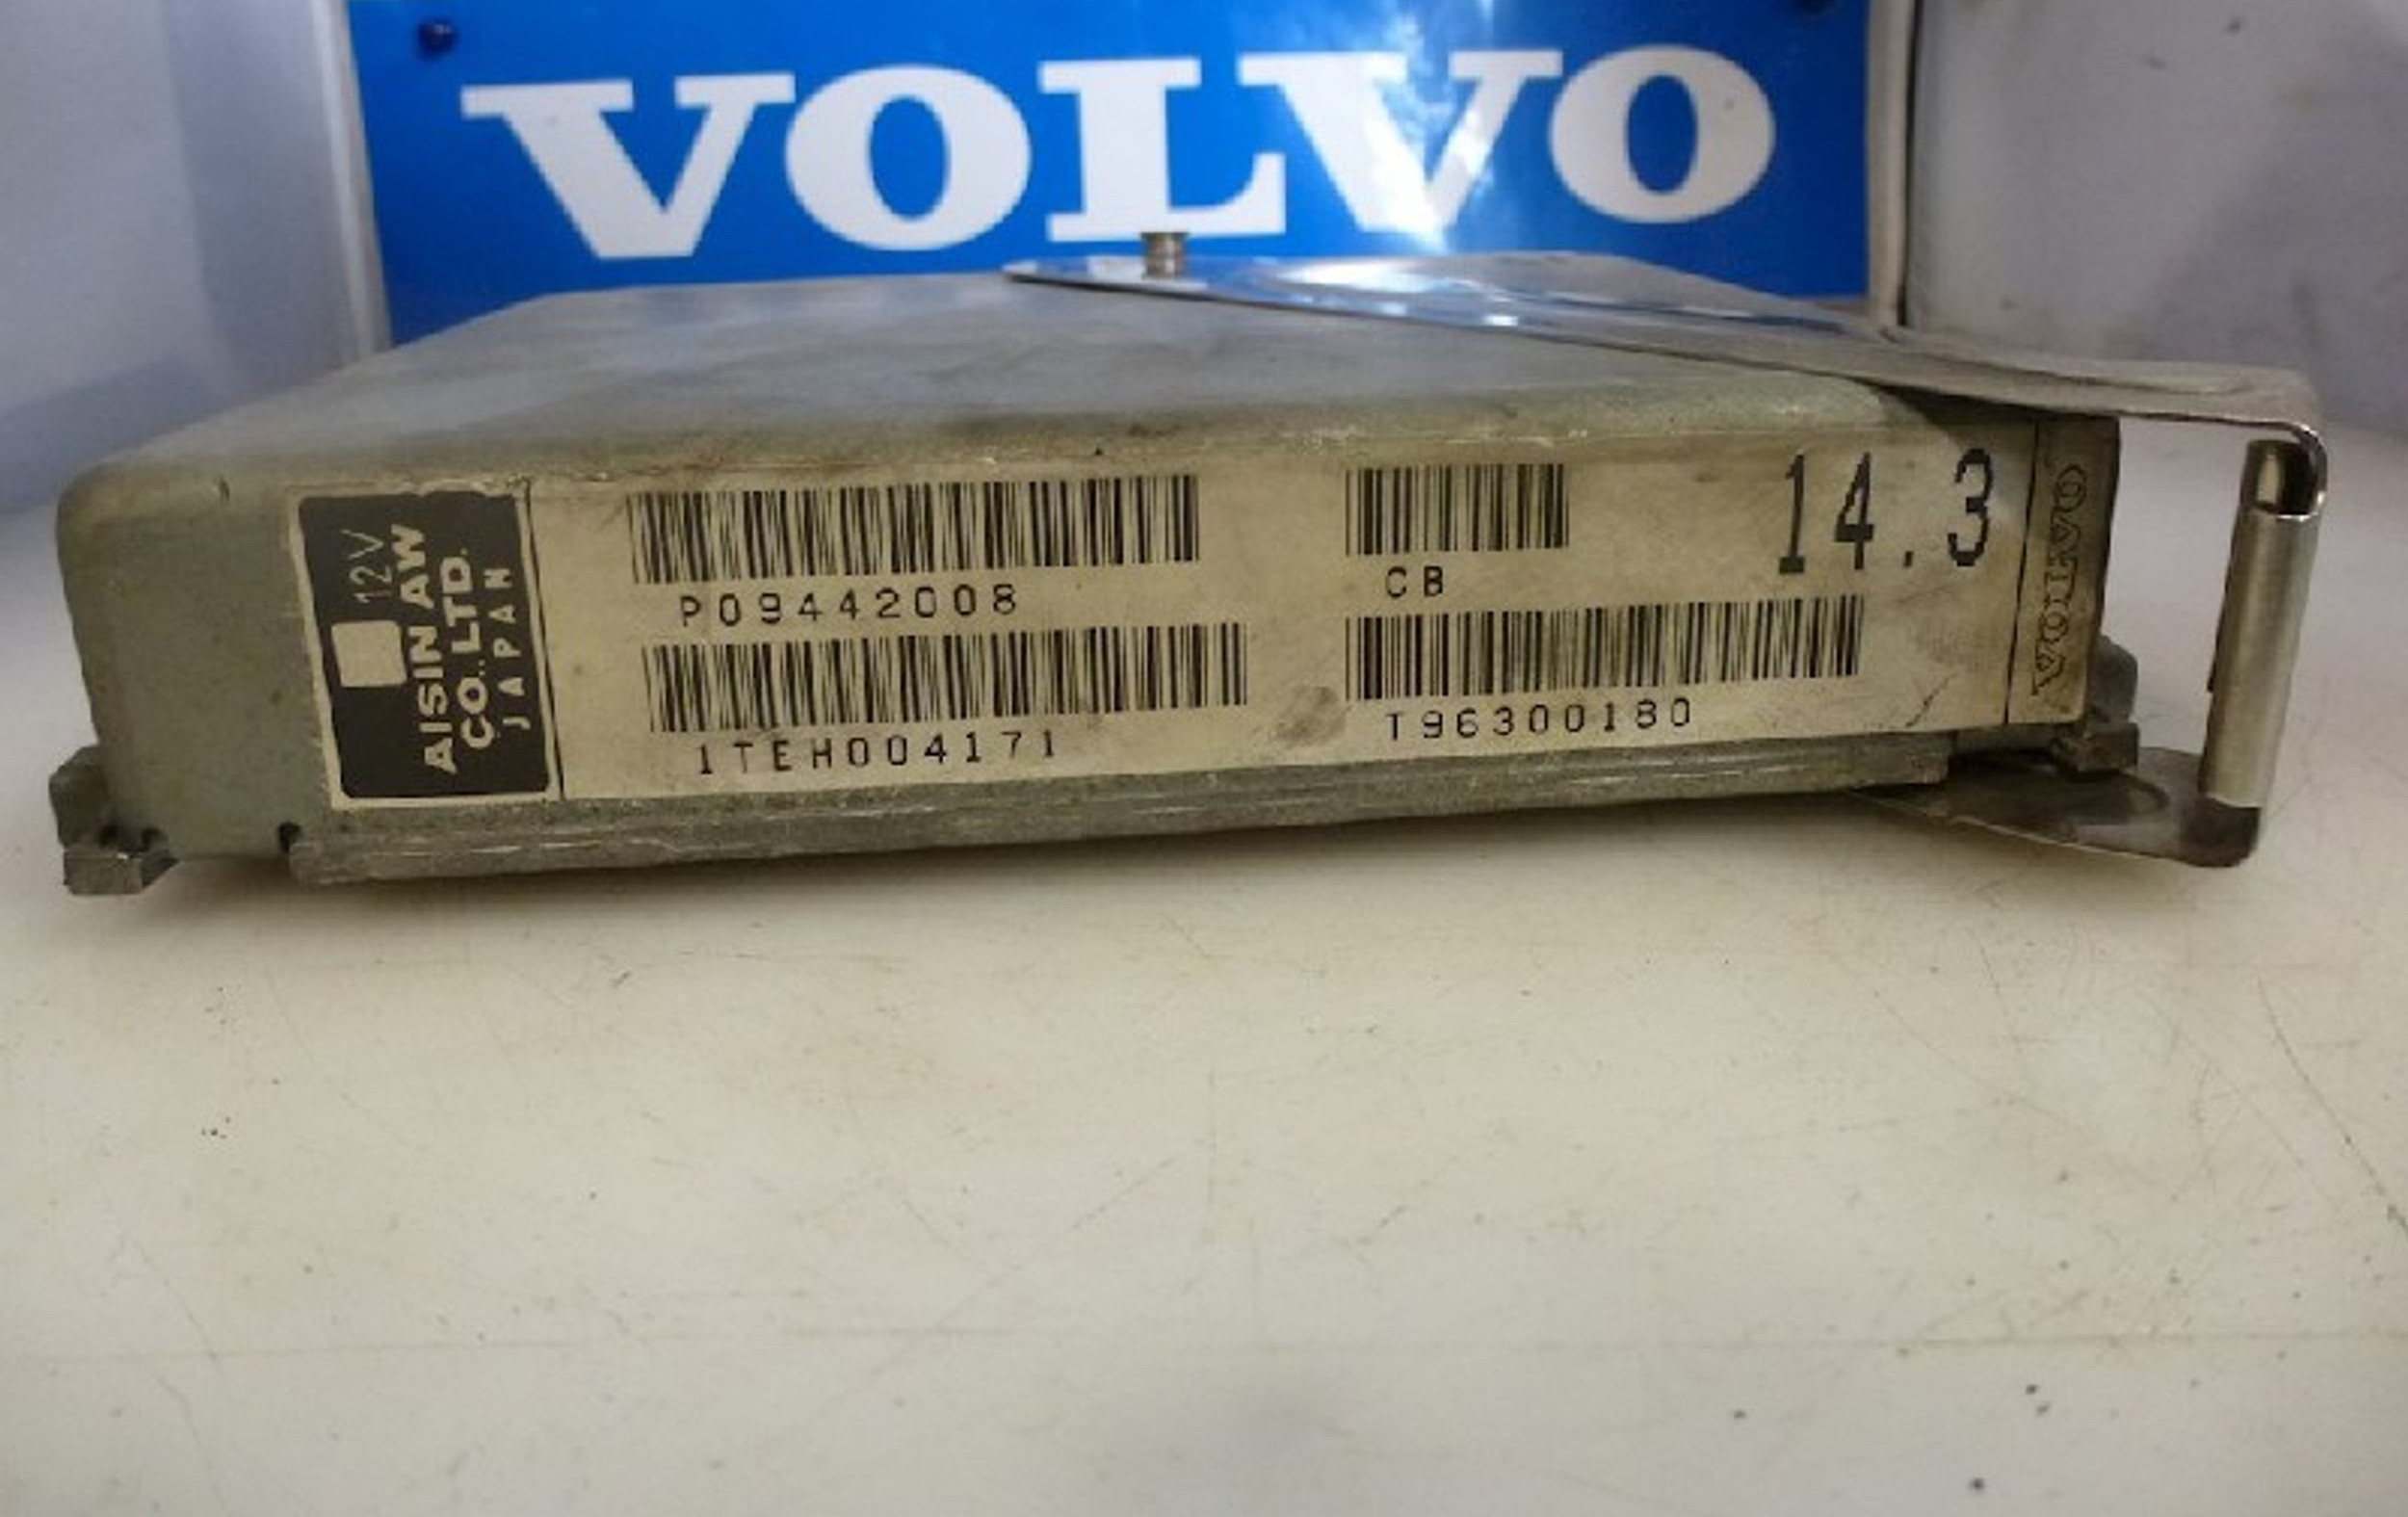 VOLVO
12V
AISIN AW
CO.,LTD.
JAPAN
P09442008
CB
14.3
1TEH004171
T96300180
VOLVO